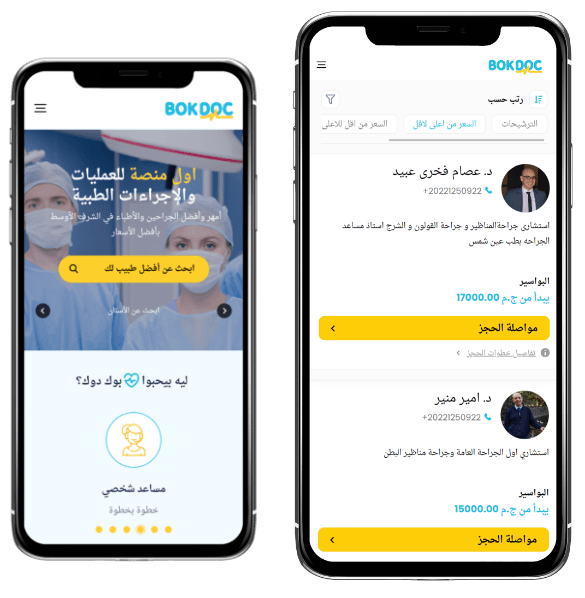 BOKDOC
اول منصة للعمليات
والإجراءات الطبية
أمهر وأفضل الجراحين والأطباء في الشرق الأوسط
بأفضل الأسعار
ابحث عن أفضل طبيب لك
ابحث عن الأسنان
ليه بيحبوا بوك دوك؟
مساعد شخصي
خطوة بخطوة
BOKDOC
رتب حسب
الترشيحات
السعر من اعلى لاقل
السعر من اقل للاعلى
د. عصام فخرى عبيد
+20221250922
استشارى جراحةالمناظير و جراحة القولون و الشرج استاذ مساعد
الجراحه بطب عين شمس
البواسير
يبدأ من ج.م 17000.00
مواصلة الحجز
تفاصيل خطوات الحجز
د. أمير منير
+20221250922
استشاري اول الجراحة العامة وجراحة مناظير البطن
البواسير
يبدأ من ج.م 15000.00
مواصلة الحجز